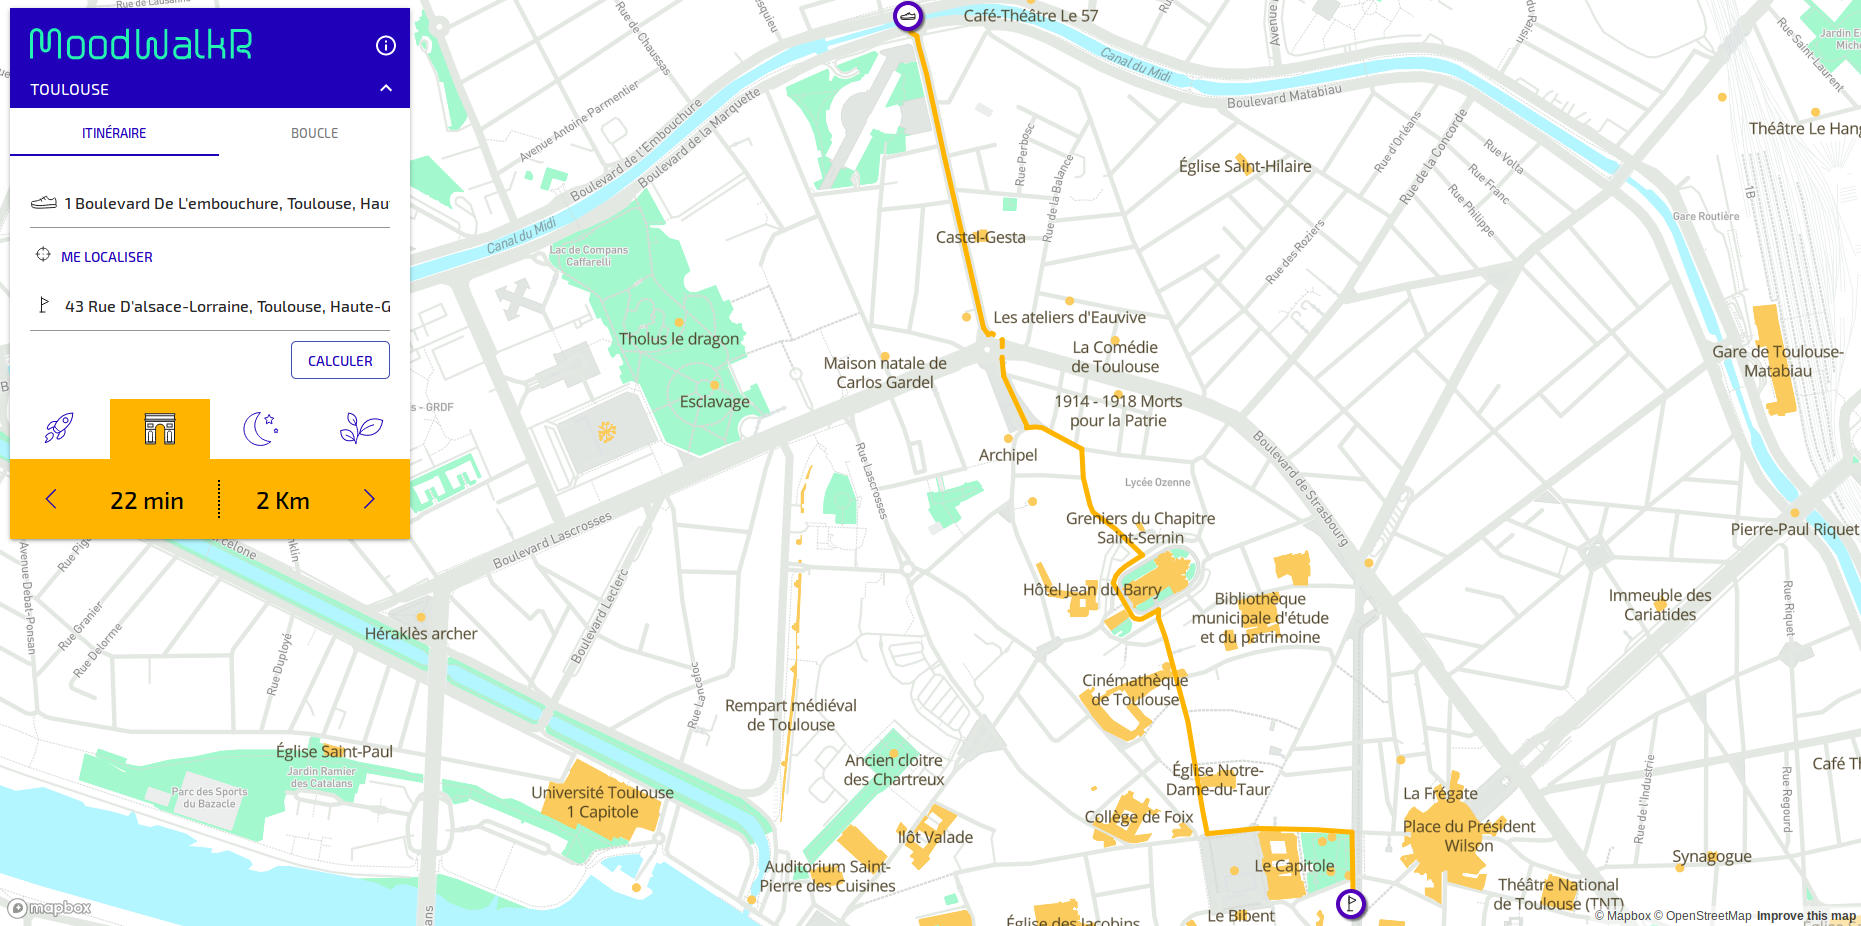 MoodWalkR
TOULOUSE
ITINÉRAIRE
BOUCLE
1 Boulevard De L'embouchure, Toulouse, Hau
ME LOCALISER
43 Rue D'alsace-Lorraine, Toulouse, Haute-G
CALCULER
22 min
2 Km
Rue de Chaussas
Café-Théâtre Le 57
Canal du Midi
Boulevard Matabiau
Rue Saint-Laurent
Avenue Antoine Parmentier
Boulevard de l'Embouchure
Boulevard de la Marquette
Rue Perbosc
Rue de la Balance
Église Saint-Hilaire
Rue d'Orléans
Rue de la Concorde
Rue Volta
Rue Franc
Rue Philippe
Théâtre Le Hang
1B
Gare Routière
Canal du Midi
Lac de Compans
Caffarelli
Castel-Gesta
Rue des Roziers
Les ateliers d'Eauvive
Tholus le dragon
La Comédie
de Toulouse
Maison natale de
Carlos Gardel
Gare de Toulouse-
Matabiau
Esclavage
s - GRDF
1914 - 1918 Morts
pour la Patrie
Archipel
Rue Lascrosses
Lycée Ozenne
Boulevard de Strasbourg
Greniers du Chapitre
Saint-Sernin
Boulevard Lascrosses
Pierre-Paul Riquet
Avenue Debat-Ponsan
Hôtel Jean du Barry
Bibliothèque
municipale d'étude
et du patrimoine
Immeuble des
Cariatides
Rue Riquet
Rue Granier
Rue Delorme
Héraklès archer
Boulevard Leclerc
Rue Duployé
Cinémathèque
de Toulouse
Rue Lancefoc
Rempart médiéval
de Toulouse
Église Saint-Paul
Jardin Ramier
des Catalans
Ancien cloitre
des Chartreux
Parc des Sports
du Bazacle
Université Toulouse
1 Capitole
Église Notre-
Dame-du-Taur
Café Th
Rue de l'Industrie
Rue Regourd
La Frégate
Collège de Foix
Place du Président
Wilson
Ilôt Valade
Le Capitole
Synagogue
Auditorium Saint-
Pierre des Cuisines
Théâtre National
de Toulouse (TNT)
Le Bibent
Église des Jacobins
mapbox
© Mapbox © OpenStreetMap Improve this map